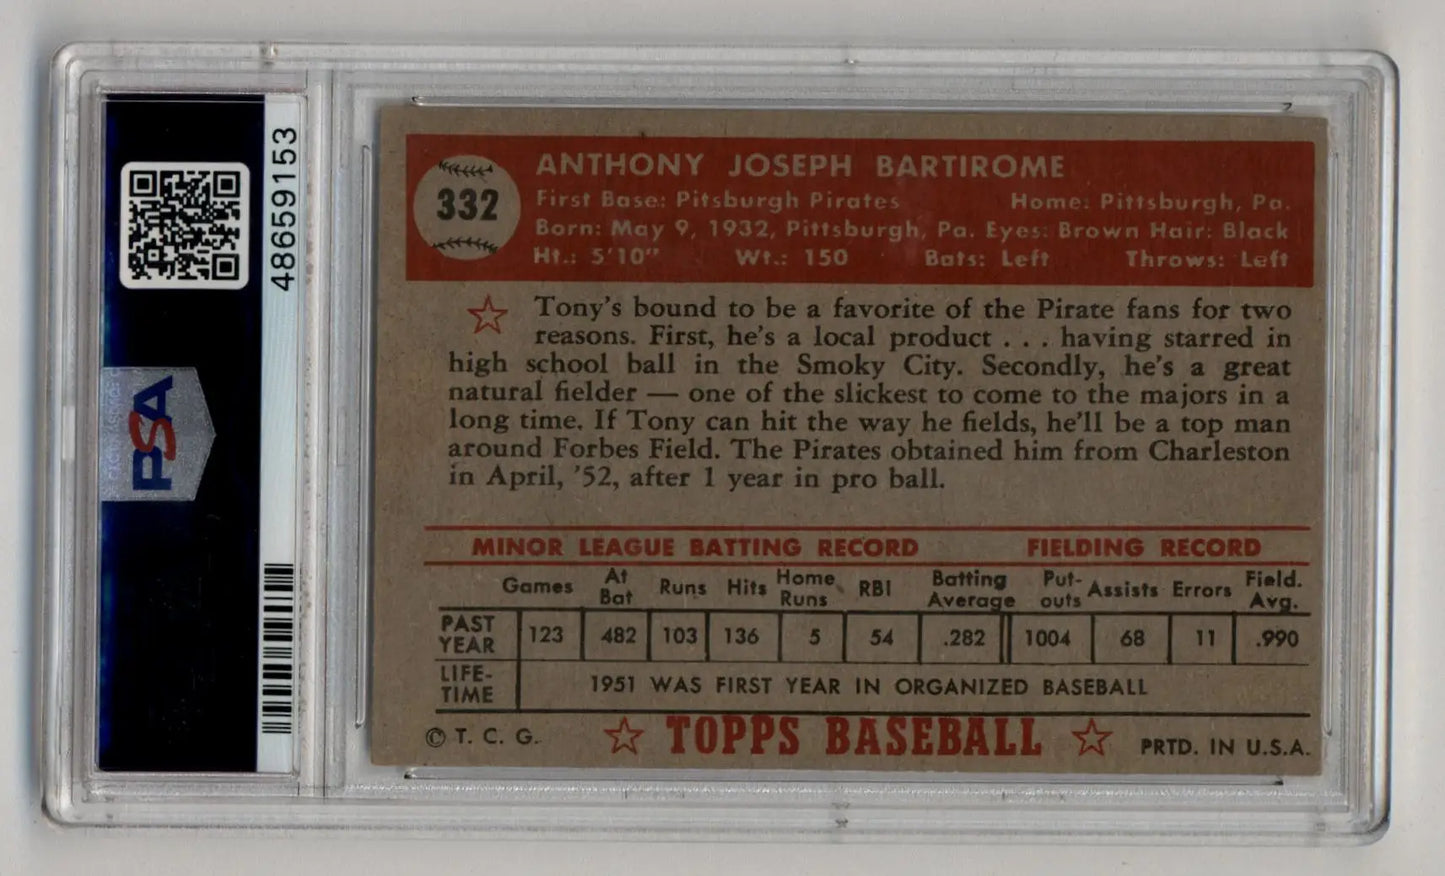 48659153
PSA
332
ANTHONY JOSEPH BARTIROME
First Base: Pitsburgh Pirates Home: Pittsburgh, Pa.
Born: May 9, 1932, Pittsburgh, Pa. Eyes: Brown Hair: Black
Ht.: 5'10" Wt.: 150 Bats: Left Throws: Left
Tony's bound to be a favorite of the Pirate fans for two
reasons. First, he's a local product . . . having starred in
high school ball in the Smoky City. Secondly, he's a great
natural fielder — one of the slickest to come to the majors in a
long time. If Tony can hit the way he fields, he'll be a top man
around Forbes Field. The Pirates obtained him from Charleston
in April, '52, after 1 year in pro ball.
MINOR LEAGUE BATTING RECORD FIELDING RECORD
Games At Bat Runs Hits Home Runs RBI Batting Average Put-outs Assists Errors Field. Avg.
PAST YEAR 123 482 103 136 5 54 .282 1004 68 11 .990
LIFE-TIME 1951 WAS FIRST YEAR IN ORGANIZED BASEBALL
© T. C. G. TOPPS BASEBALL PRTD. IN U.S.A.